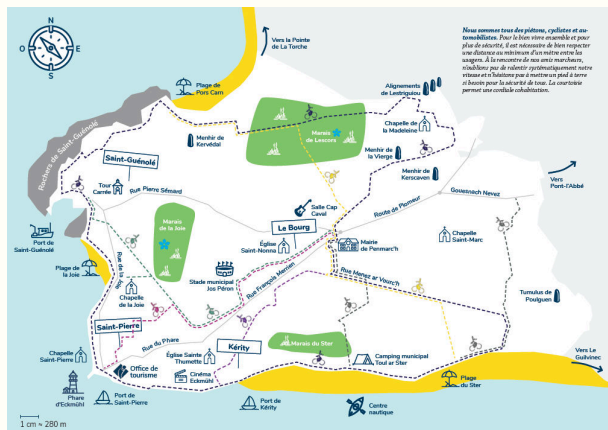 N
O
E
S
Vers la Pointe
de La Torche
Nous sommes tous des piétons, cyclistes et au-
tomobilistes. Pour le bien vivre ensemble et pour
plus de sécurité, il est nécessaire de bien respecter
une distance au minimum d'un mètre entre les
usagers. À la rencontre de nos amis marcheurs,
n'oublions pas de ralentir systématiquement notre
vitesse et n'hésitons pas à mettre un pied à terre
si besoin pour la sécurité de tous. La courtoisie
permet une cordiale cohabitation.
Plage de
Pors Carn
Alignements
de Lestriguiou
Rochers de Saint-Guénolé
Menhir de
Kervédal
Marais
de Lescors
Chapelle de
la Madeleine
Menhir de
la Vierge
Saint-Guénolé
Menhir de
Kerscaven
Vers
Pont-l'Abbé
Tour
Carrée
Rue Pierre Sémard
Gouesnach Nevez
Salle Cap
Caval
Route de Plomeur
Marais
de la Joie
Le Bourg
Port de
Saint-Guénolé
Église
Saint-Nonna
Mairie
de Penmarc'h
Chapelle
Saint-Marc
Plage de
la Joie
Rue de la Joie
Stade municipal
Jos Péron
Rue François Mercier
Rue Menez ar Vourc'h
Chapelle
de la Joie
Tumulus de
Poulguen
Saint-Pierre
Rue du Phare
Marais du Ster
Kérity
Chapelle
Saint-Pierre
Église Sainte
Thumette
Camping municipal
Toul ar Ster
Vers Le
Guilvinec
Office de
tourisme
Cinéma
Eckmühl
Plage
du Ster
Phare
d'Eckmühl
Port de
Saint-Pierre
Port de
Kérity
Centre
nautique
1 cm ≈ 280 m